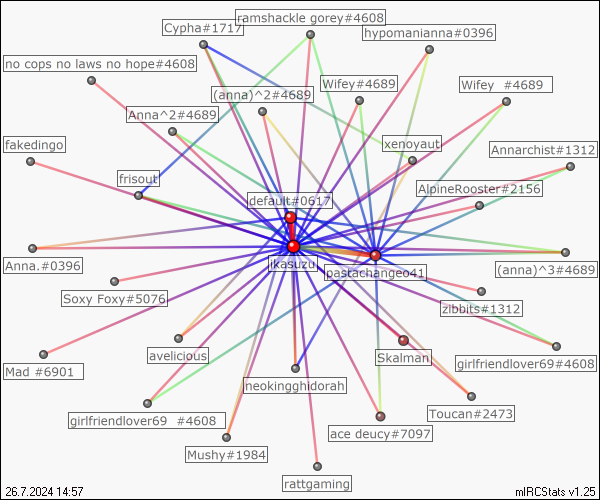 ramshackle gorey#4608
Cypha#1717
hypomanianna#0396
no cops no laws no hope#4608
Wifey#4689
Wifey  #4689
(anna)^2#4689
Anna^2#4689
fakedingo
xenoyaut
Annarchist#1312
frisout
AlpineRooster#2156
default#0617
Anna.#0396
ikasuzu
pastachangeo41
(anna)^3#4689
Soxy Foxy#5076
zibbits#1312
avelicious
Skalman
Mad #6901
girlfriendlover69#4608
neokingghidorah
girlfriendlover69  #4608
Toucan#2473
ace deucy#7097
Mushy#1984
rattgaming
26.7.2024 14:57
mIRCStats v1.25